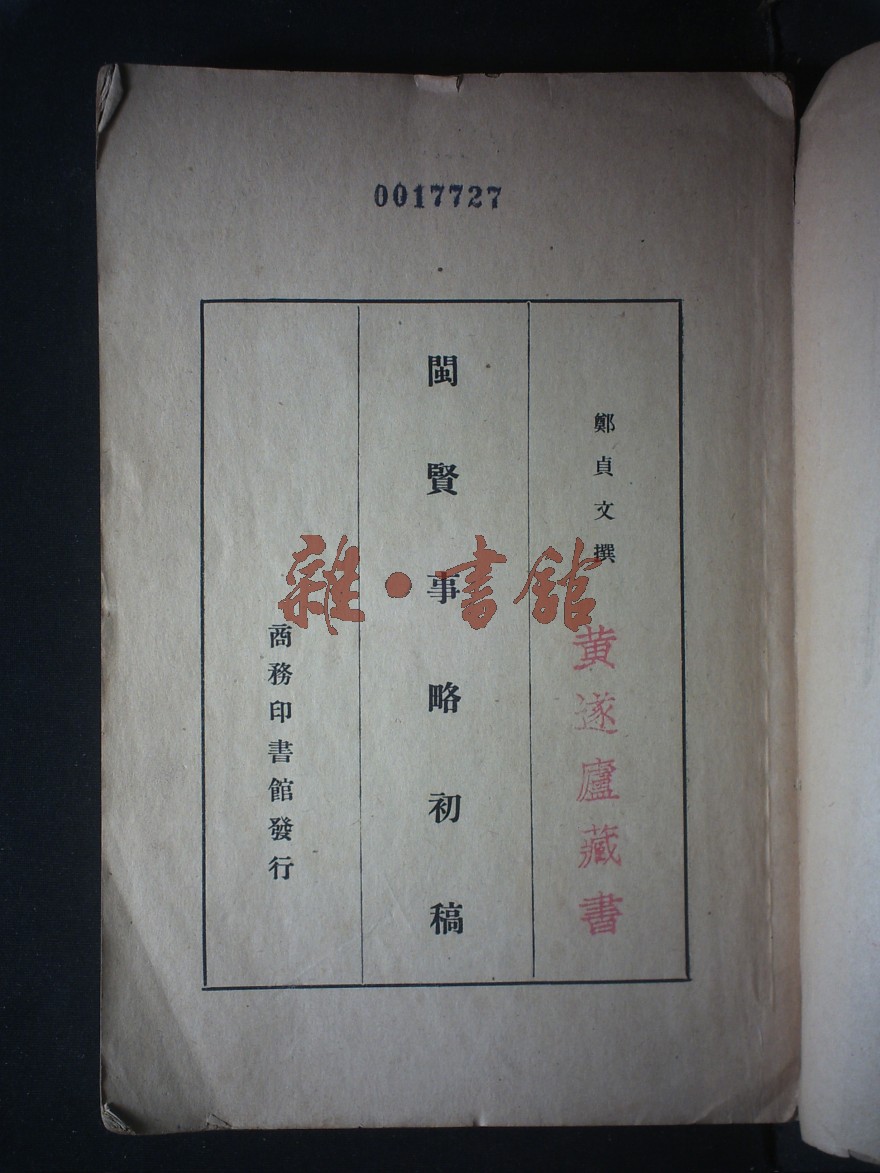 0017727
鄭貞文撰
黄遂廬藏書
閩賢事略初稿
商務印書館發行
雜·書館